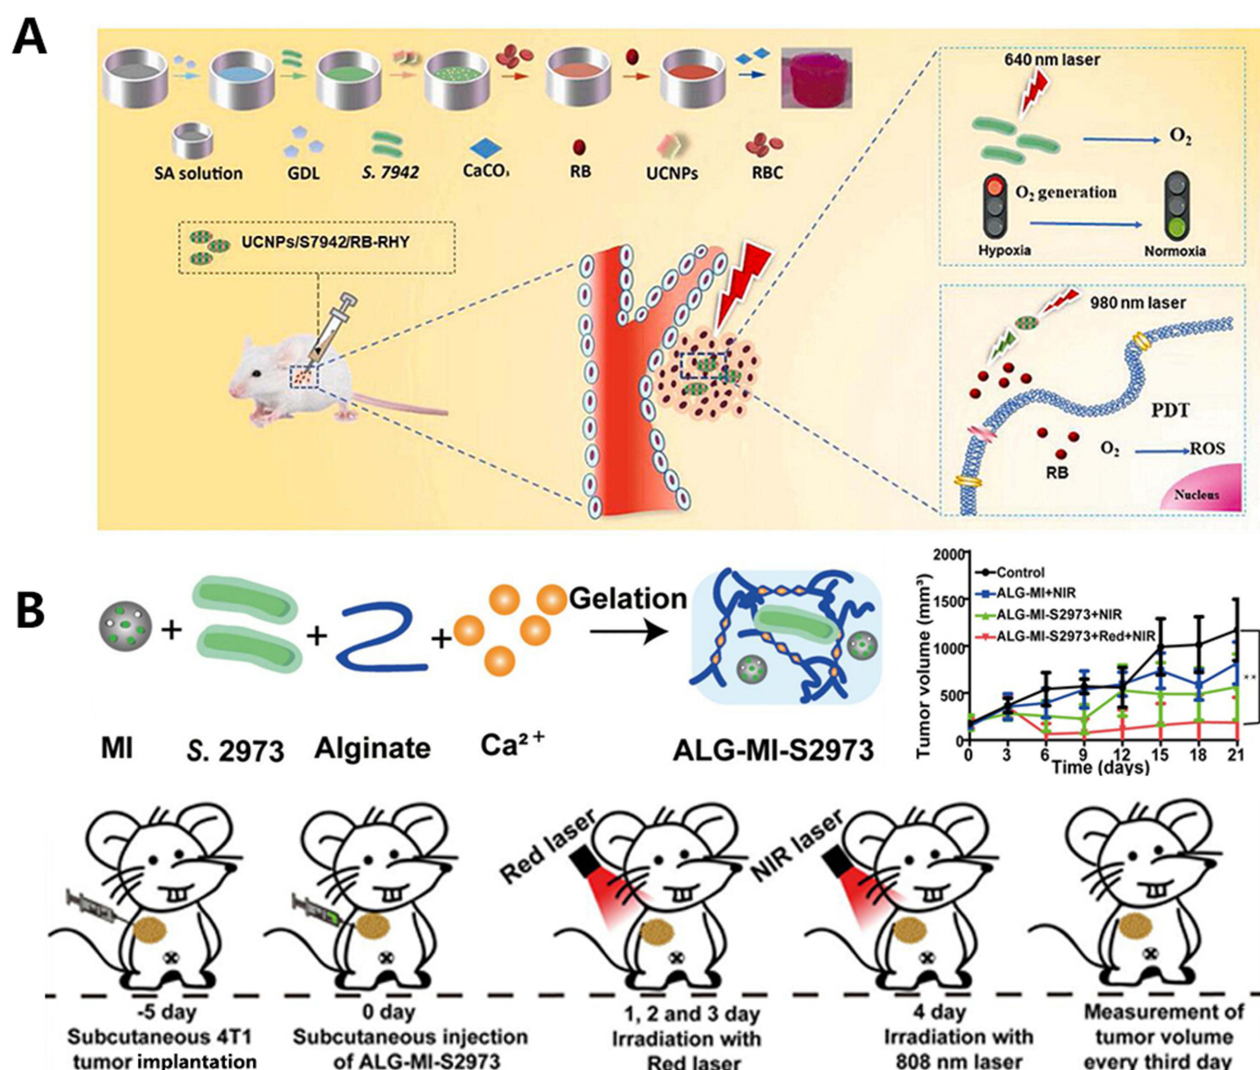 A
SA solution
GDL
S. 7942
CaCO₃
RB
UCNPs
RBC
UCNPs/S7942/RB-RHY
640 nm laser
O₂
O₂ generation
Hypoxia
Normoxia
980 nm laser
PDT
RB
O₂
ROS
Nucleus
B
MI
+
S. 2973
+
Alginate
+
Ca²⁺
Gelation
ALG-MI-S2973
Tumor volume (mm³)
2000
1500
1000
500
0
Control
ALG-MI+NIR
ALG-MI-S2973+NIR
ALG-MI-S2973+Red+NIR
**
0 3 6 9 12 15 18 21
Time (days)
Red laser
NIR laser
-5 day
Subcutaneous 4T1
tumor implantation
0 day
Subcutaneous injection
of ALG-MI-S2973
1, 2 and 3 day
Irradiation with
Red laser
4 day
Irradiation with
808 nm laser
Measurement of
tumor volume
every third day